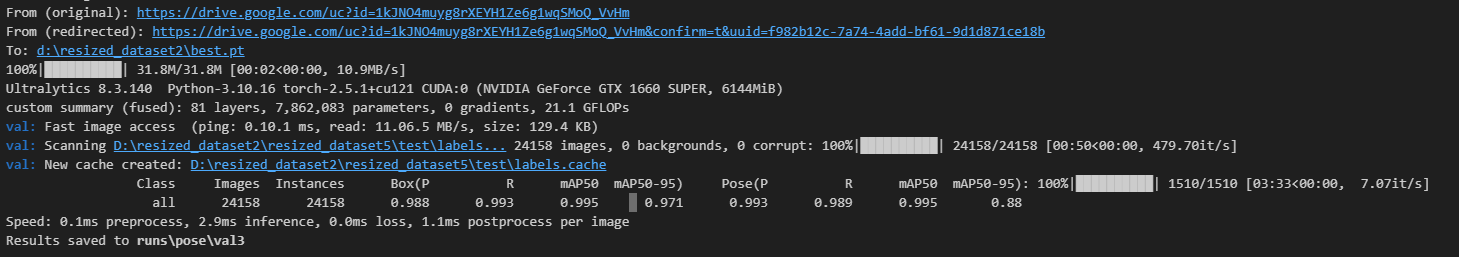 From (original): https://drive.google.com/uc?id=1kJNO4muyg8rXEYH1Ze6g1wqSMoQ_VvHm
From (redirected): https://drive.google.com/uc?id=1kJNO4muyg8rXEYH1Ze6g1wqSMoQ_VvHm&confirm=t&uuid=f982b12c-7a74-4add-bf61-9d1d871ce18b
To: d:\resized_dataset2\best.pt
100%|██████████| 31.8M/31.8M [00:02<00:00, 10.9MB/s]
Ultralytics 8.3.140 Python-3.10.16 torch-2.5.1+cu121 CUDA:0 (NVIDIA GeForce GTX 1660 SUPER, 6144MiB)
custom summary (fused): 81 layers, 7,862,083 parameters, 0 gradients, 21.1 GFLOPs
val: Fast image access (ping: 0.10.1 ms, read: 11.06.5 MB/s, size: 129.4 KB)
val: Scanning D:\resized_dataset2\resized_dataset5\test\labels... 24158 images, 0 backgrounds, 0 corrupt: 100%|██████████| 24158/24158 [00:50<00:00, 479.70it/s]
val: New cache created: D:\resized_dataset2\resized_dataset5\test\labels.cache
Class Images Instances Box(P R mAP50 mAP50-95) Pose(P R mAP50 mAP50-95): 100%|██████████| 1510/1510 [03:33<00:00, 7.07it/s]
all 24158 24158 0.988 0.993 0.995 0.971 0.993 0.989 0.995 0.88
Speed: 0.1ms preprocess, 2.9ms inference, 0.0ms loss, 1.1ms postprocess per image
Results saved to runs\pose\val3